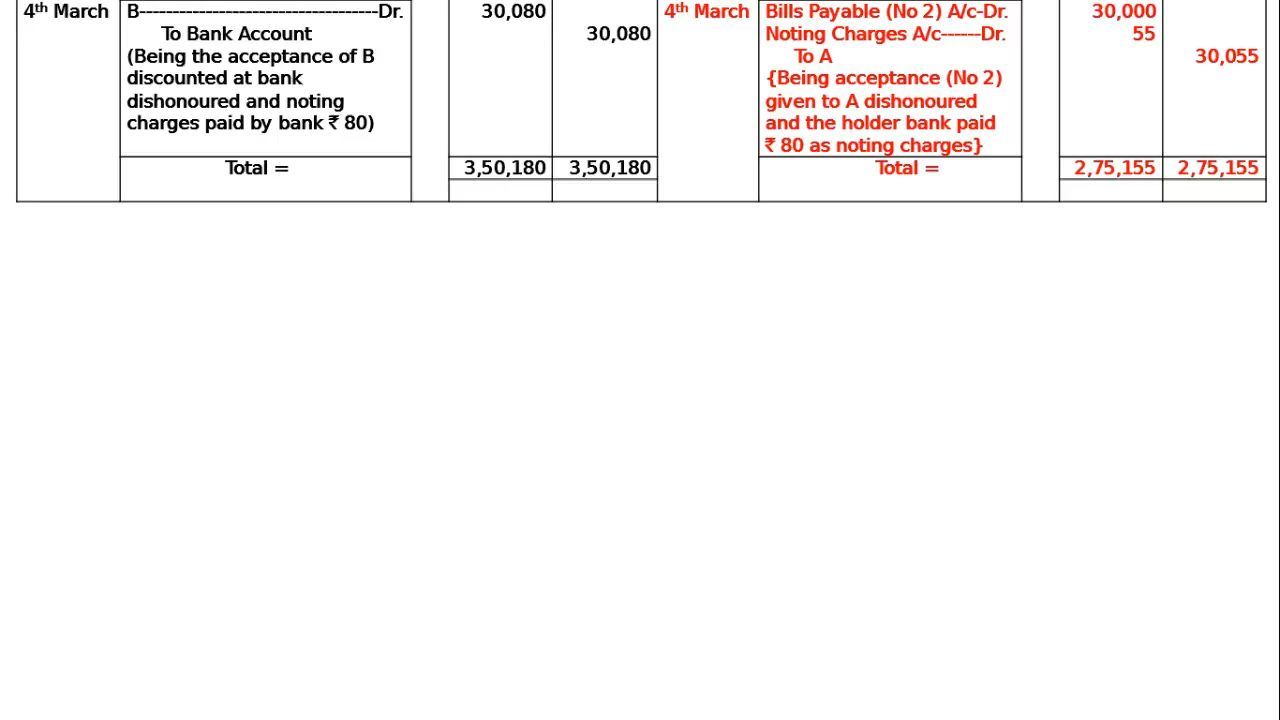 4th March B-----------------------------------Dr. 30,080
To Bank Account 30,080
(Being the acceptance of B
discounted at bank
dishonoured and noting
charges paid by bank ₹ 80)
Total = 3,50,180 3,50,180
4th March Bills Payable (No 2) A/c-Dr. 30,000
Noting Charges A/c------Dr. 55
To A 30,055
{Being acceptance (No 2)
given to A dishonoured
and the holder bank paid
₹ 80 as noting charges}
Total = 2,75,155 2,75,155